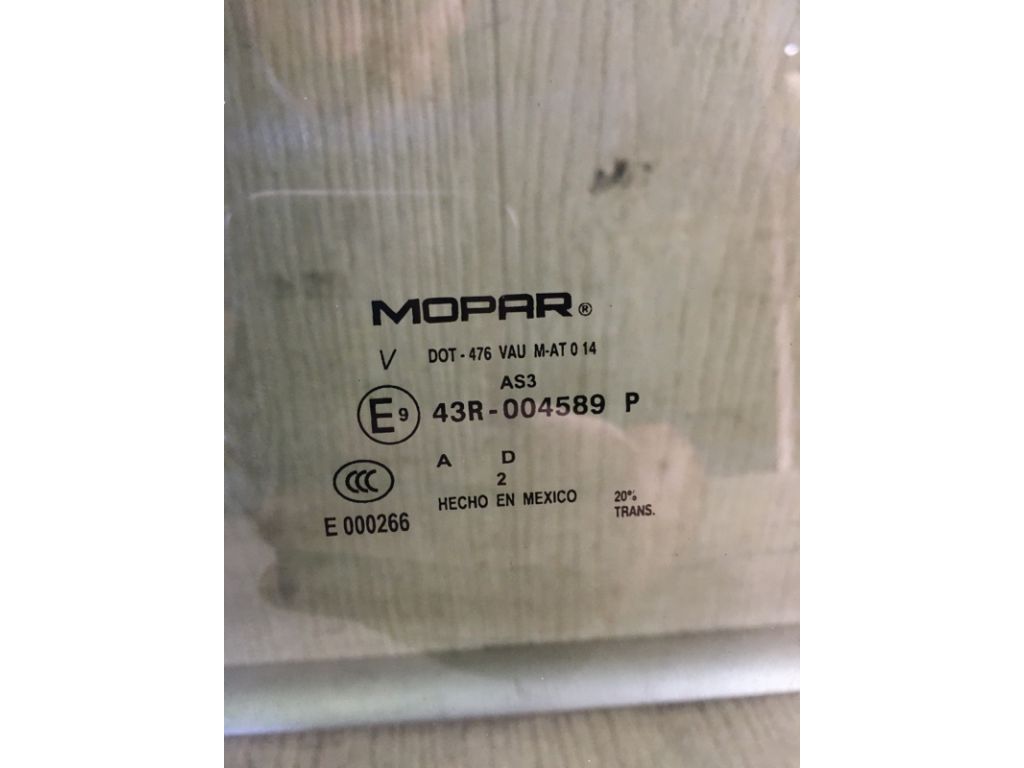 MOPAR®
V DOT - 476 VAU M-AT 0 14
AS3
E9 43R-004589 P
A D
2
CCC
HECHO EN MEXICO
20% TRANS.
E 000266